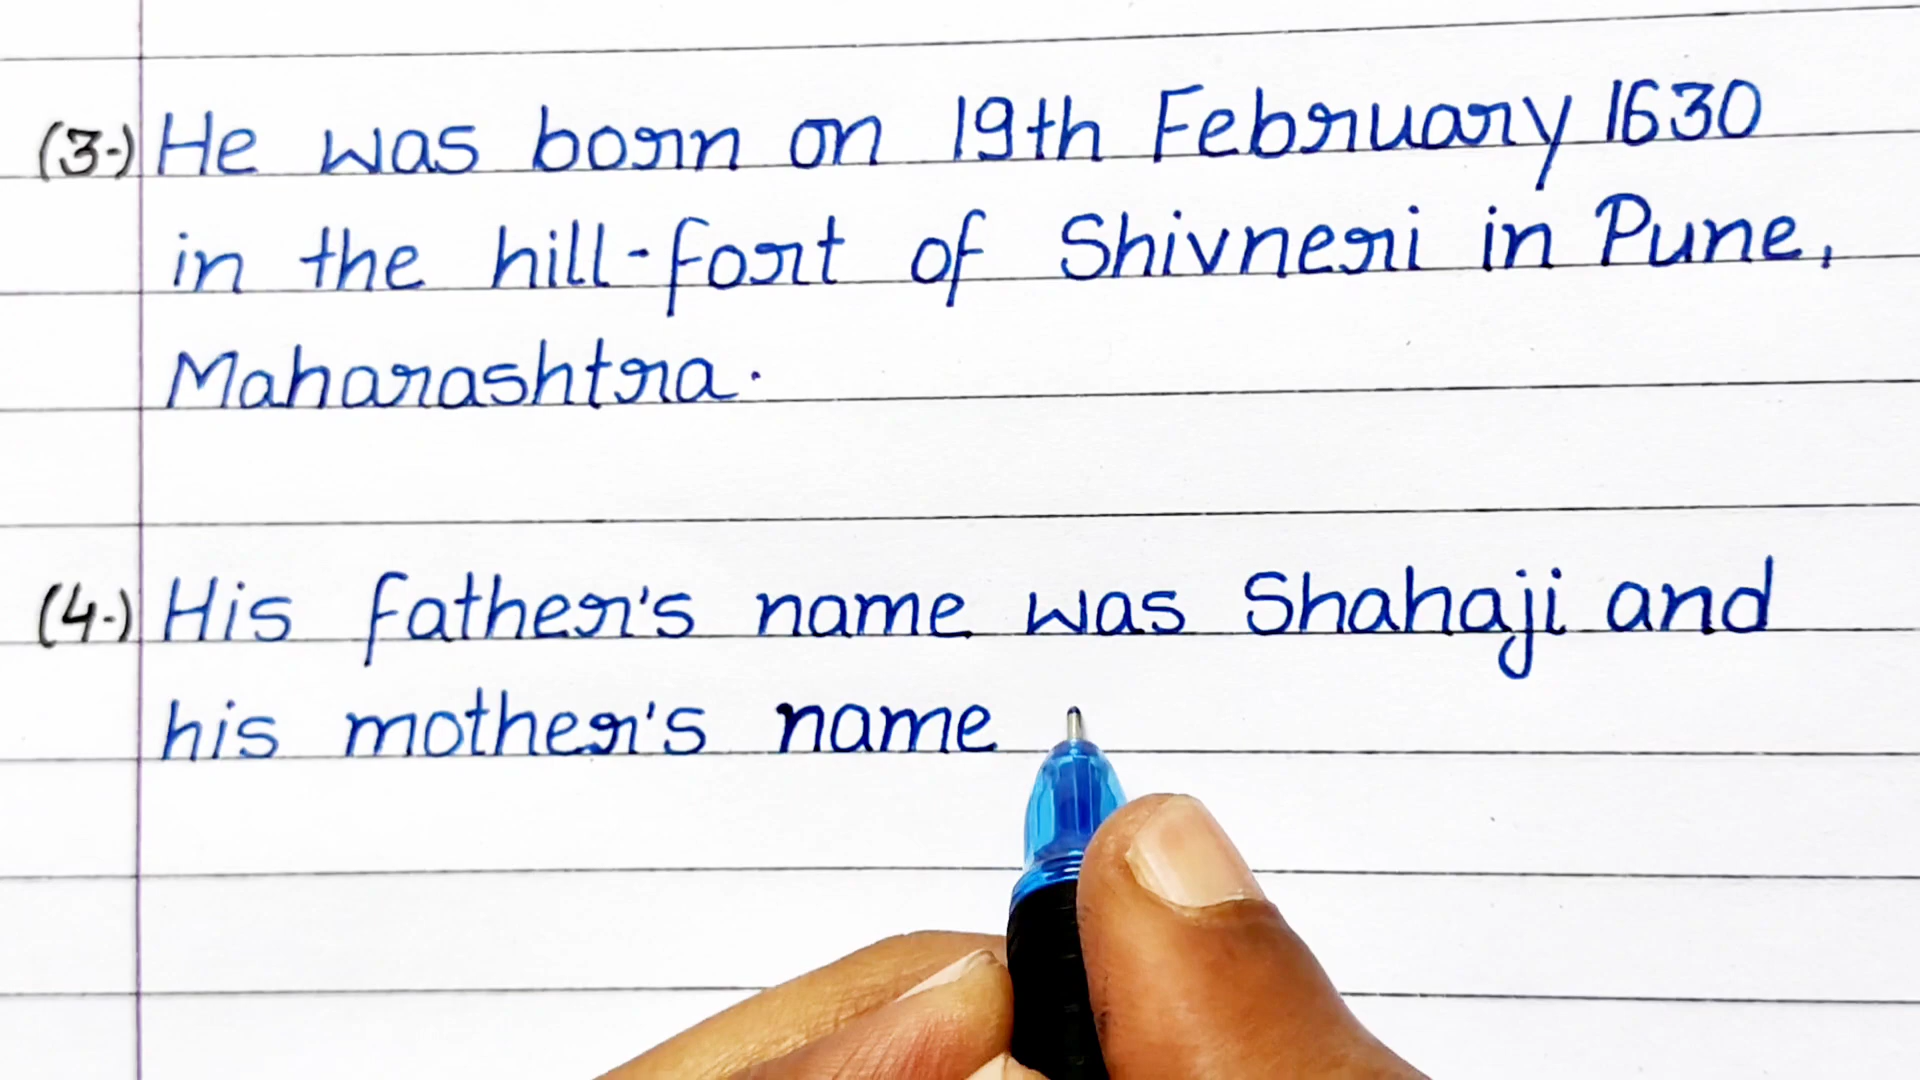 (3.) He was born on 19th February 1630
in the hill-fort of Shivneri in Pune,
Maharashtra.
(4.) His father's name was Shahaji and
his mother's name